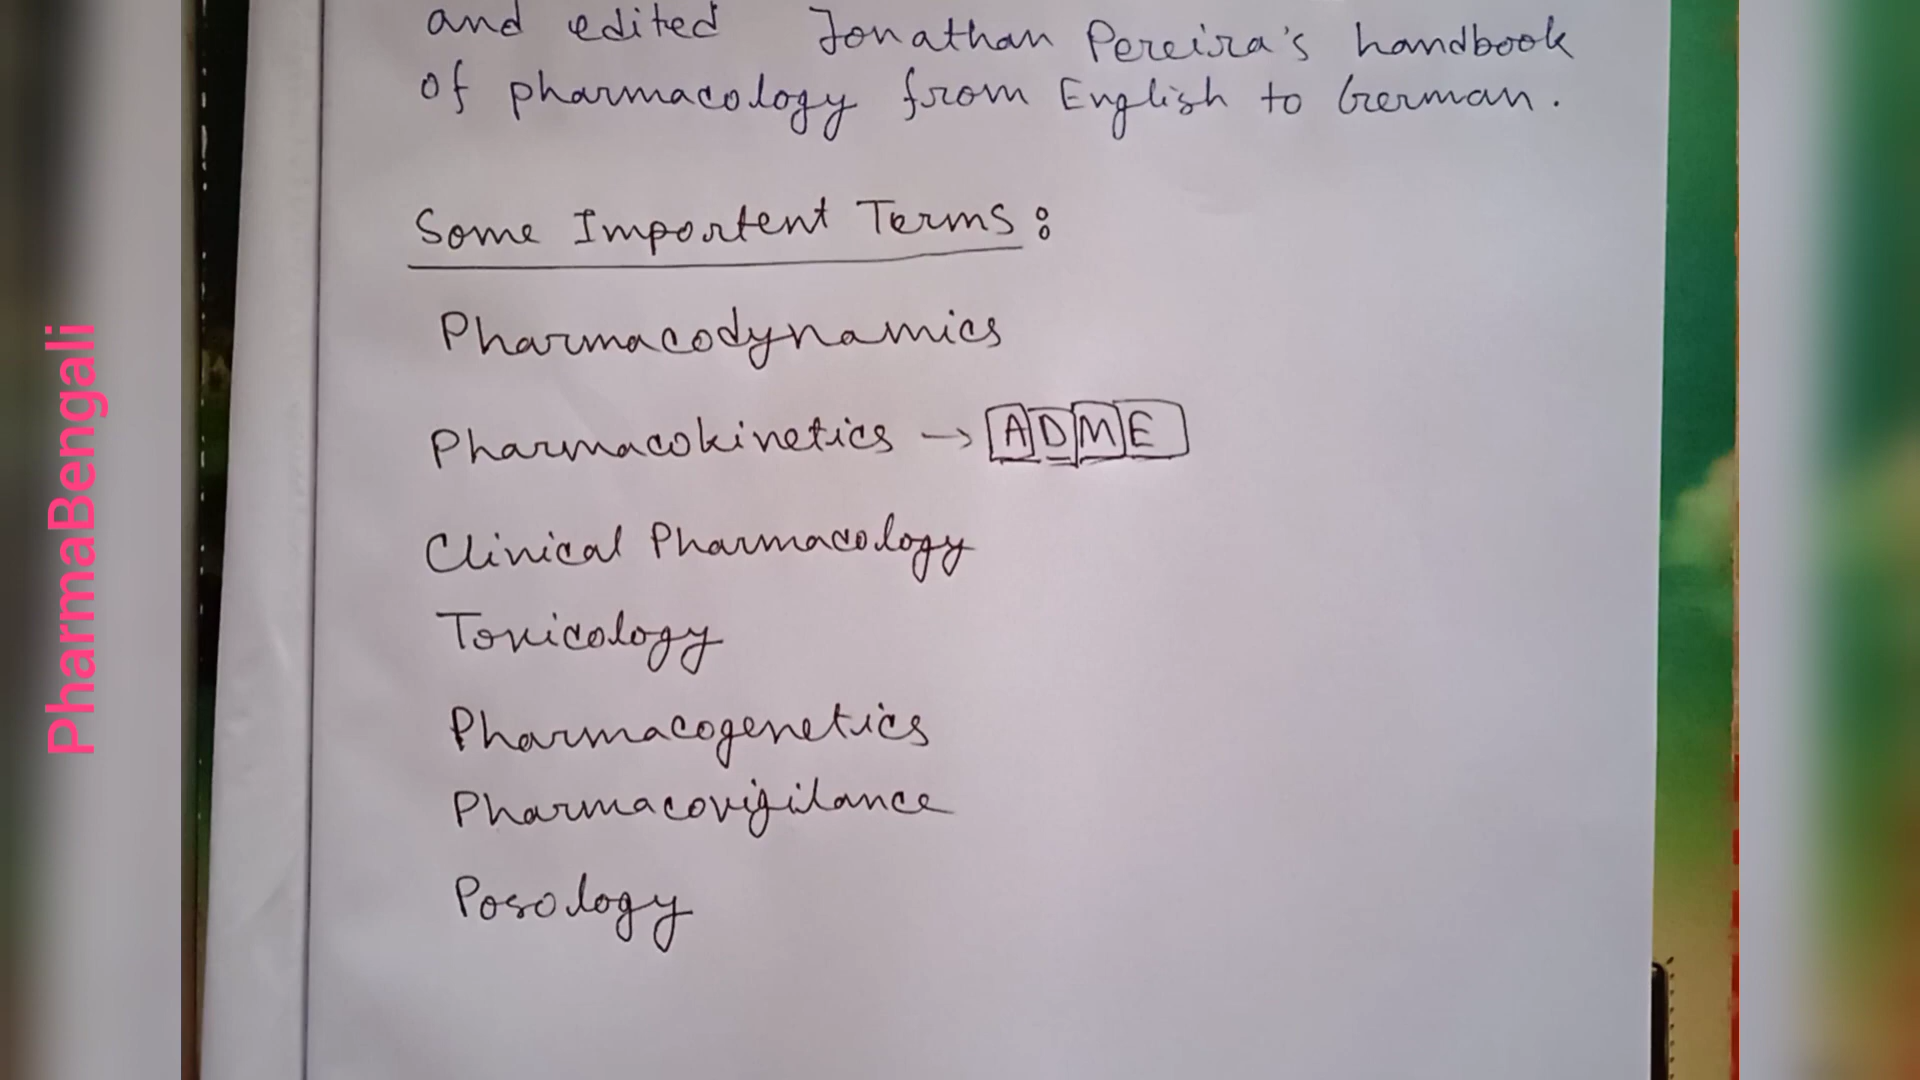 and edited Jonathan Pereira's handbook
of pharmacology from English to German.
Some Importent Terms:
Pharmacodynamics
Pharmacokinetics → ADME
Clinical Pharmacology
Toxicology
Pharmacogenetics
Pharmacovigilance
Posology
PharmaBengali